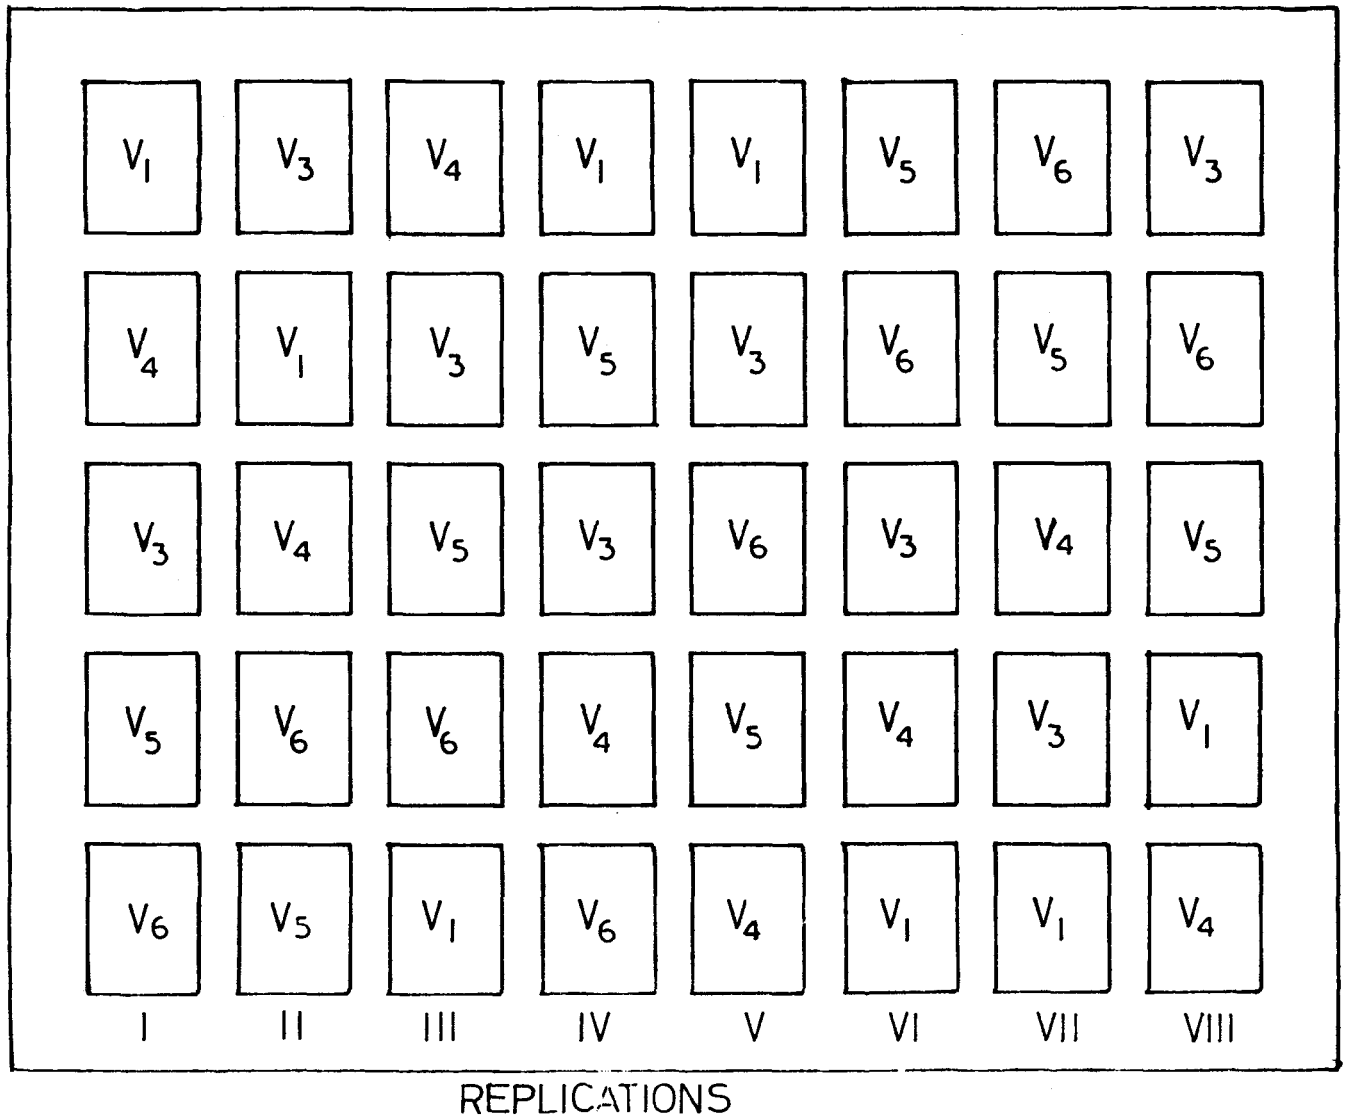 V1 V3 V4 V1 V1 V5 V6 V3
V4 V1 V3 V5 V3 V6 V5 V6
V3 V4 V5 V3 V6 V3 V4 V5
V5 V6 V6 V4 V5 V4 V3 V1
V6 V5 V1 V6 V4 V1 V1 V4
I II III IV V VI VII VIII
REPLICATIONS